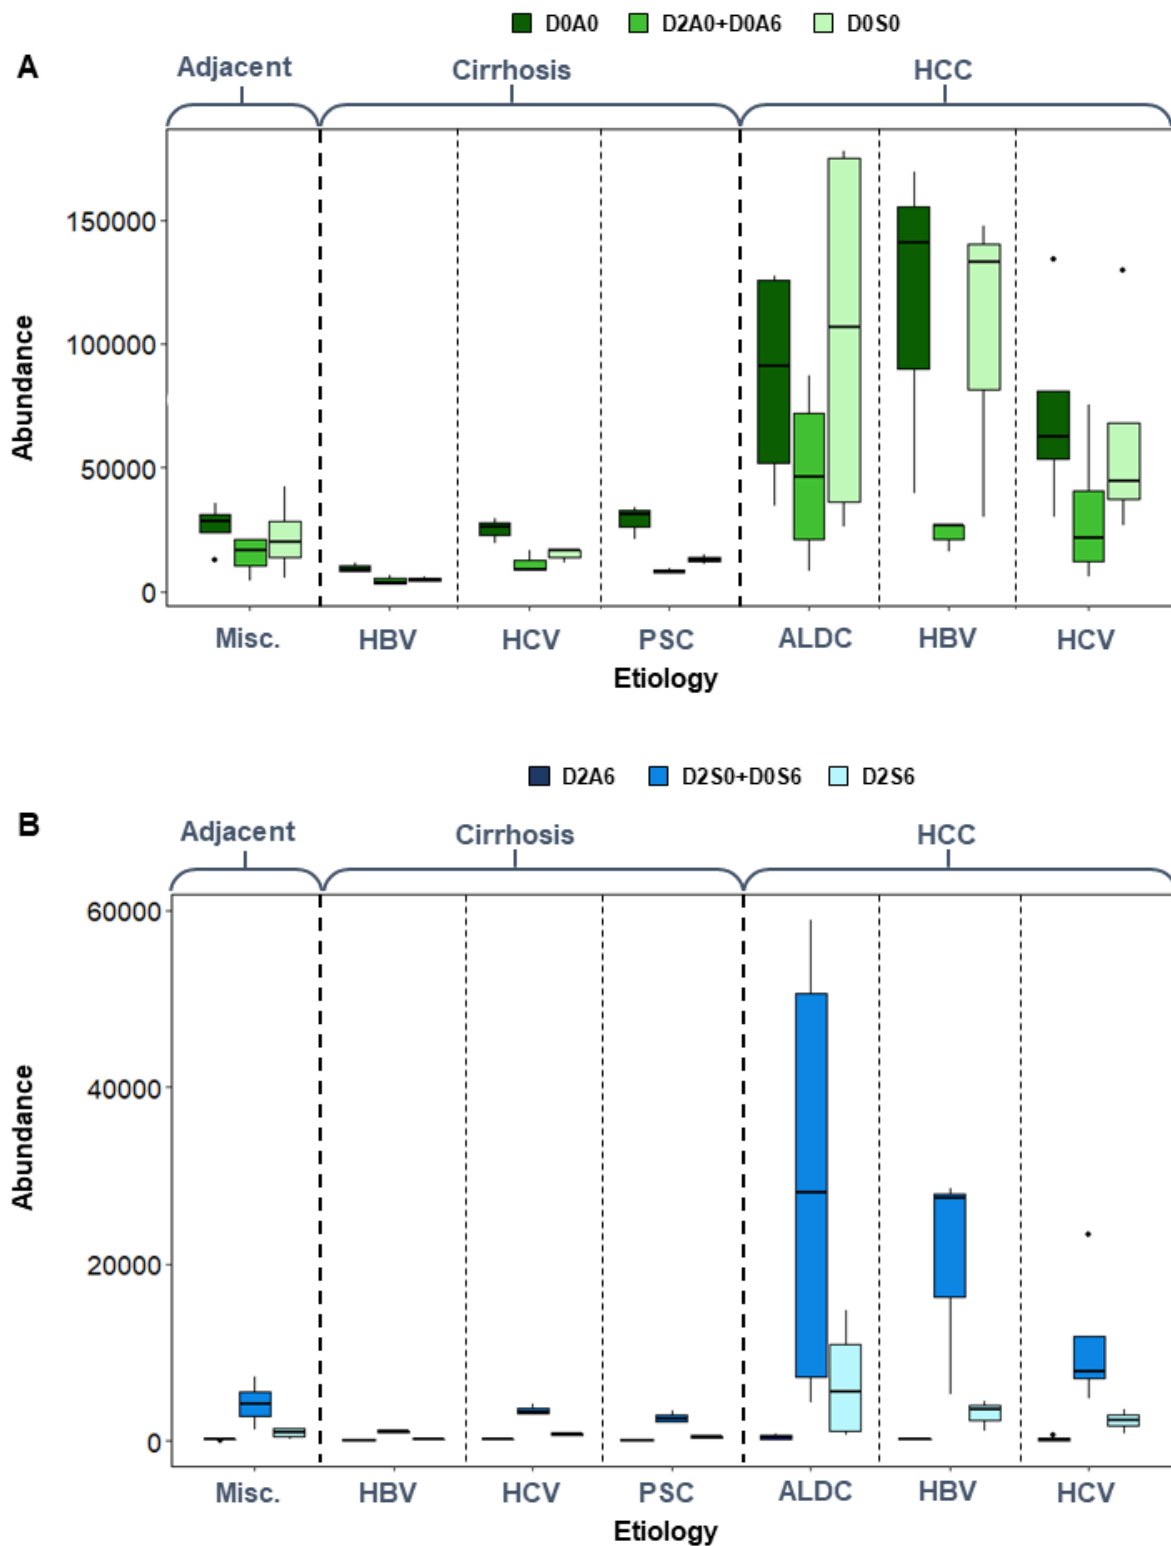 D0A0 D2A0+D0A6 D0S0
A
Adjacent Cirrhosis HCC
150000
100000
50000
0
Abundance
Misc. HBV HCV PSC ALDC HBV HCV
Etiology
D2A6 D2S0+D0S6 D2S6
B
Adjacent Cirrhosis HCC
60000
40000
20000
0
Abundance
Misc. HBV HCV PSC ALDC HBV HCV
Etiology